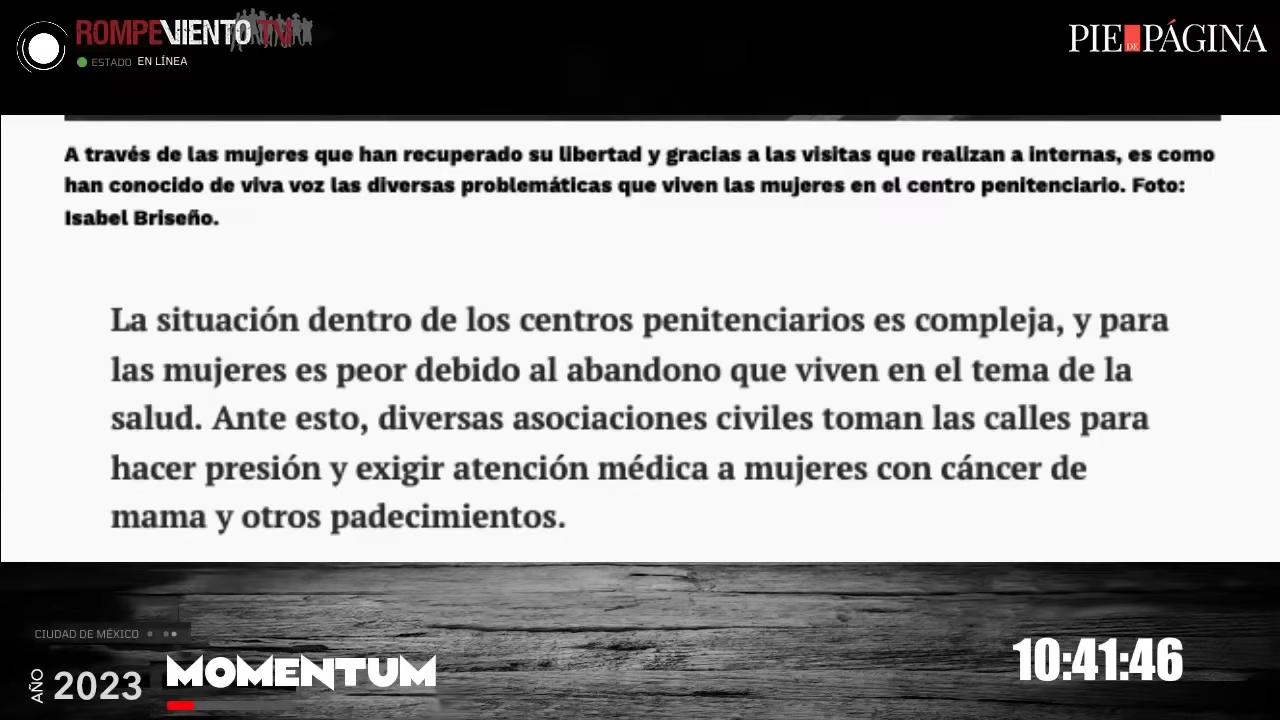 ROMPEVIENTO TV
ESTADO EN LÍNEA
PIE DE PÁGINA
A través de las mujeres que han recuperado su libertad y gracias a las visitas que realizan a internas, es como
han conocido de viva voz las diversas problemáticas que viven las mujeres en el centro penitenciario. Foto:
Isabel Briseño.
La situación dentro de los centros penitenciarios es compleja, y para
las mujeres es peor debido al abandono que viven en el tema de la
salud. Ante esto, diversas asociaciones civiles toman las calles para
hacer presión y exigir atención médica a mujeres con cáncer de
mama y otros padecimientos.
CIUDAD DE MÉXICO
AÑO 2023 MOMENTUM
10:41:46